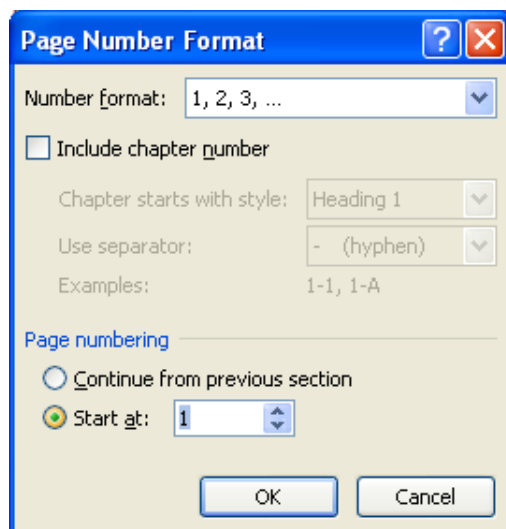 Page Number Format
Number format: 1, 2, 3, ...
Include chapter number
Chapter starts with style: Heading 1
Use separator: - (hyphen)
Examples: 1-1, 1-A
Page numbering
Continue from previous section
Start at: 1
OK Cancel